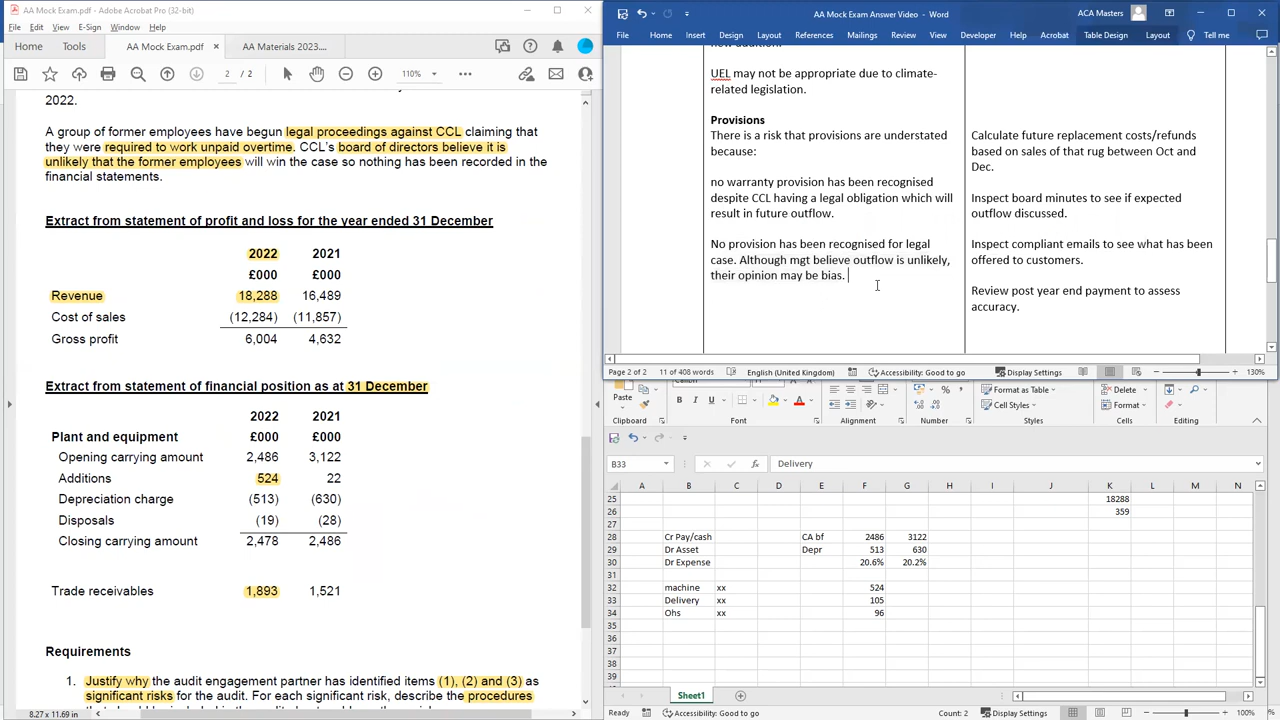 AA Mock Exam.pdf - Adobe Acrobat Pro (32-bit)
File Edit View E-Sign Window Help
Home Tools AA Mock Exam.pdf × AA Materials 2023....
2 / 2 110%
2022.
A group of former employees have begun legal proceedings against CCL claiming that
they were required to work unpaid overtime. CCL's board of directors believe it is
unlikely that the former employees will win the case so nothing has been recorded in the
financial statements.
Extract from statement of profit and loss for the year ended 31 December
2022 2021
£000 £000
Revenue 18,288 16,489
Cost of sales (12,284) (11,857)
Gross profit 6,004 4,632
Extract from statement of financial position as at 31 December
2022 2021
Plant and equipment £000 £000
Opening carrying amount 2,486 3,122
Additions 524 22
Depreciation charge (513) (630)
Disposals (19) (28)
Closing carrying amount 2,478 2,486
Trade receivables 1,893 1,521
Requirements
1. Justify why the audit engagement partner has identified items (1), (2) and (3) as
significant risks for the audit. For each significant risk, describe the procedures
8.27 x 11.69 in
AA Mock Exam Answer Video - Word
ACA Masters
File Home Insert Design Layout References Mailings Review View Developer Help Acrobat Table Design Layout Tell me
UEL may not be appropriate due to climate-
related legislation.
Provisions
There is a risk that provisions are understated
because:
no warranty provision has been recognised
despite CCL having a legal obligation which will
result in future outflow.
No provision has been recognised for legal
case. Although mgt believe outflow is unlikely,
their opinion may be bias.
Calculate future replacement costs/refunds
based on sales of that rug between Oct and
Dec.
Inspect board minutes to see if expected
outflow discussed.
Inspect compliant emails to see what has been
offered to customers.
Review post year end payment to assess
accuracy.
Page 2 of 2 11 of 408 words English (United Kingdom) Accessibility: Good to go Display Settings 130%
Paste B I U A % Format as Table Cell Styles Delete Format
Clipboard Font Alignment Number Styles Cells Editing
B33 fx Delivery
A B C D E F G H I J K L M N
25 18288
26 359
27
28 Cr Pay/cash CA bf 2486 3122
29 Dr Asset Depr 513 630
30 Dr Expense 20.6% 20.2%
31
32 machine xx 524
33 Delivery xx 105
34 Ohs xx 96
35
36
37
38
39
Sheet1
Ready Accessibility: Good to go Count: 2 Display Settings 100%